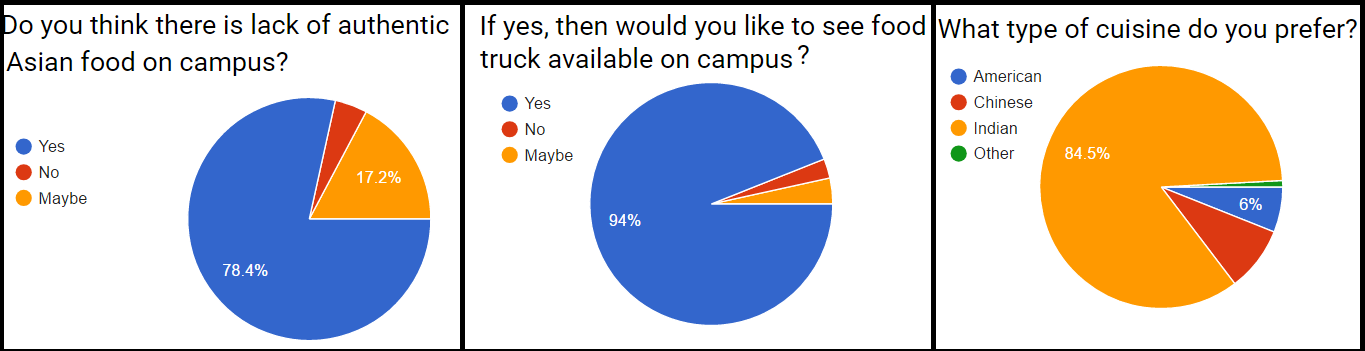 Do you think there is lack of authentic
Asian food on campus?
Yes
No
Maybe
17.2%
78.4%
If yes, then would you like to see food
truck available on campus?
Yes
No
Maybe
94%
What type of cuisine do you prefer?
American
Chinese
Indian
Other
84.5%
6%